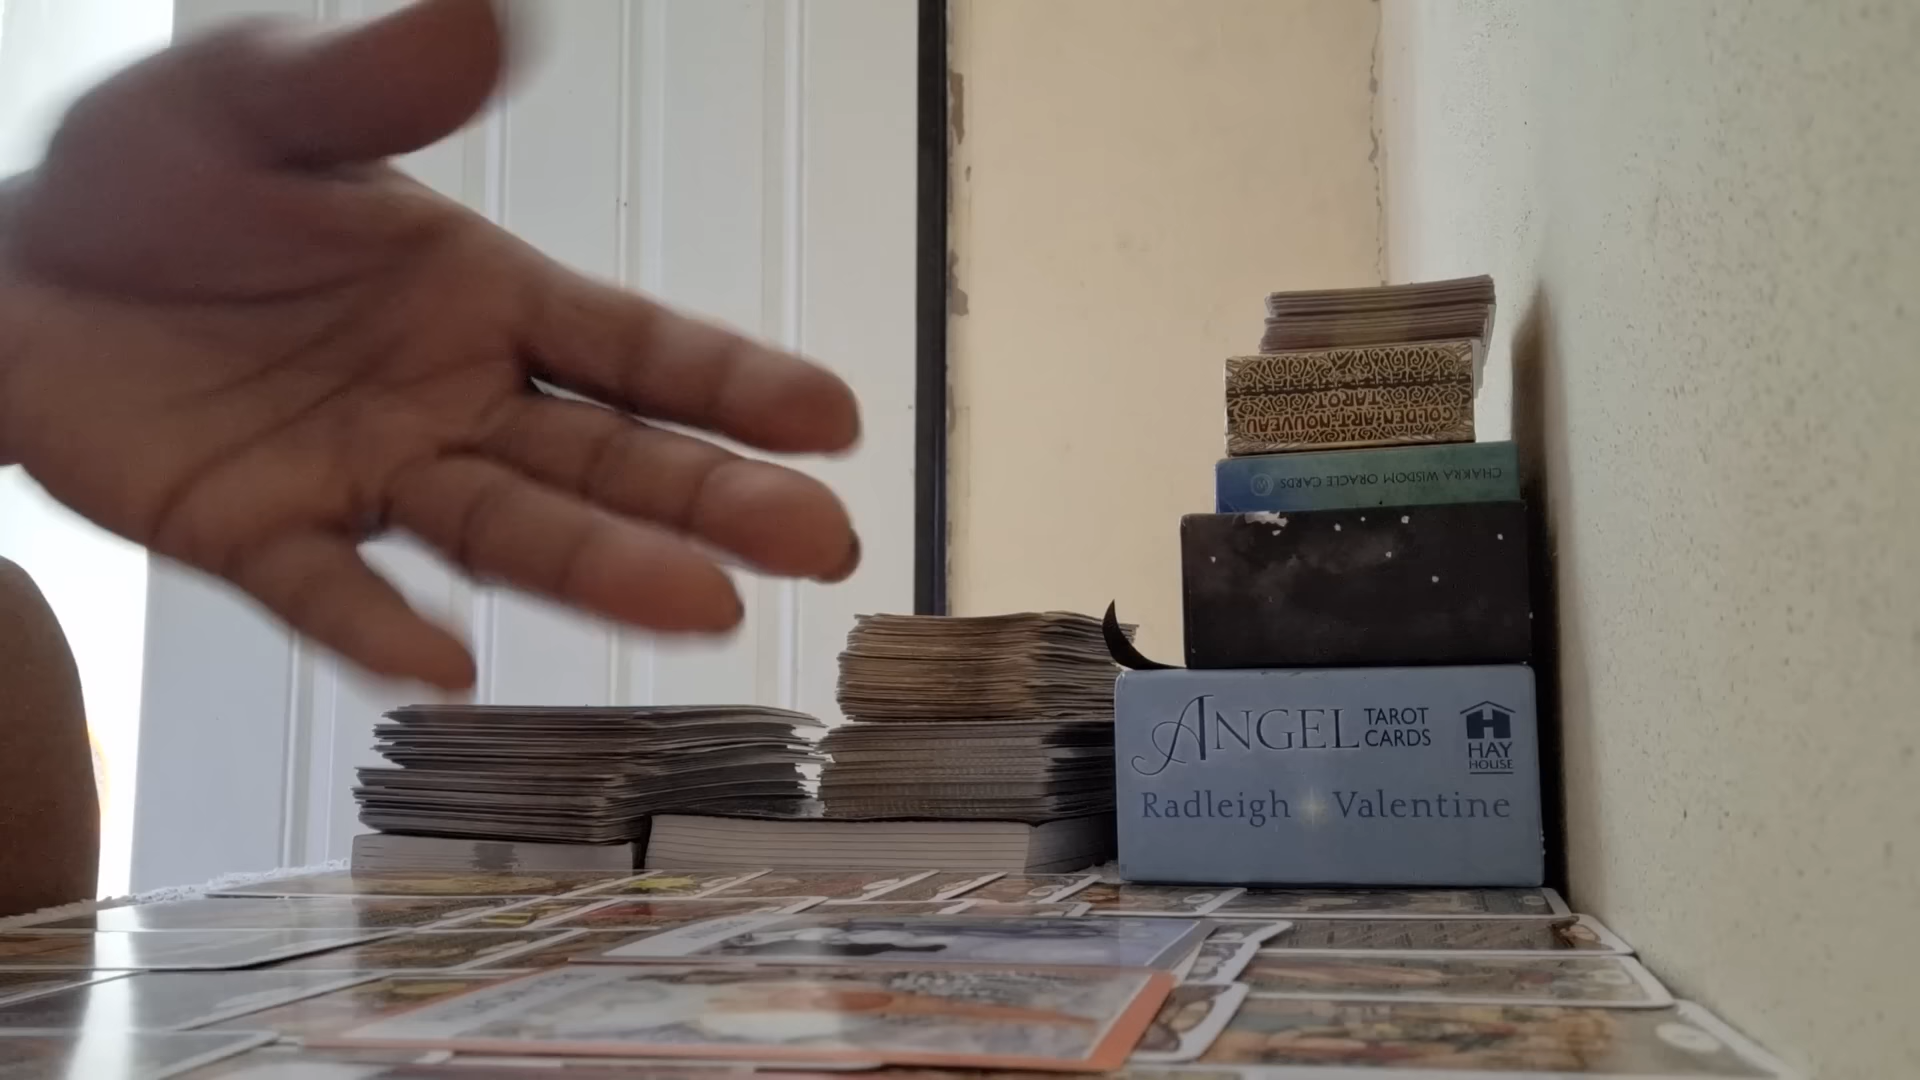 GOLDEN ART NOUVEAU
TAROT
CHAKRA WISDOM ORACLE CARDS
ANGEL TAROT
CARDS
HAY
HOUSE
Radleigh Valentine